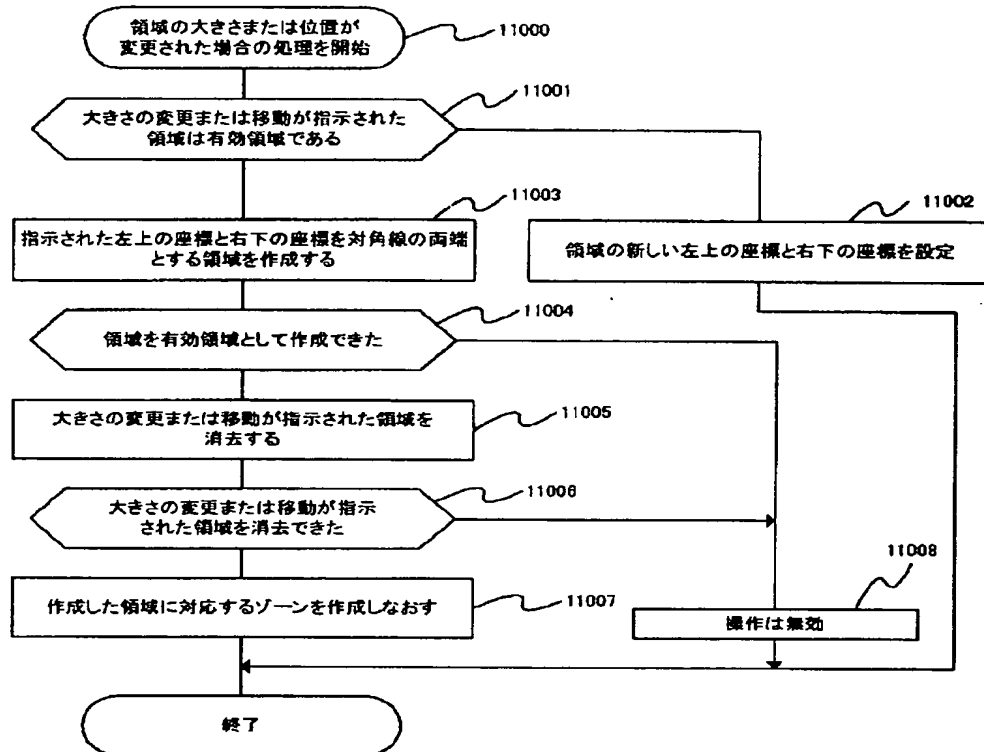 領域の大きさまたは位置が
変更された場合の処理を開始
11000
大きさの変更または移動が指示された
領域は有効領域である
11001
11003
指示された左上の座標と右下の座標を対角線の両端
とする領域を作成する
11002
領域の新しい左上の座標と右下の座標を設定
領域を有効領域として作成できた
11004
大きさの変更または移動が指示された領域を
消去する
11005
大きさの変更または移動が指示
された領域を消去できた
11006
作成した領域に対応するゾーンを作成しなおす
11007
11008
操作は無効
終了